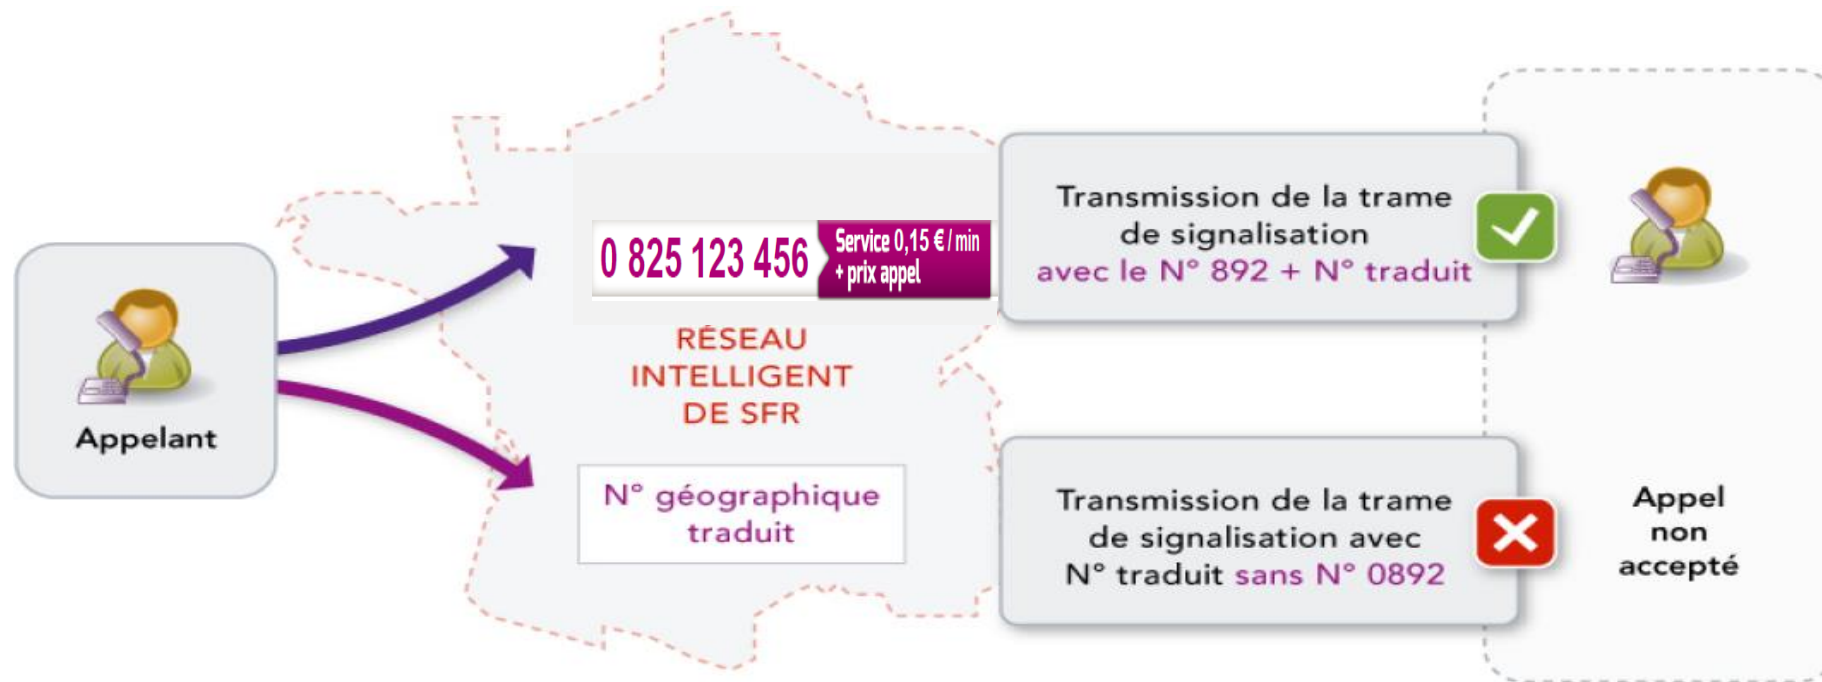 Appelant
0 825 123 456
Service 0,15 € / min
+ prix appel
RÉSEAU
INTELLIGENT
DE SFR
N° géographique
traduit
Transmission de la trame
de signalisation
avec le N° 892 + N° traduit
Transmission de la trame
de signalisation avec
N° traduit sans N° 0892
Appel
non
accepté